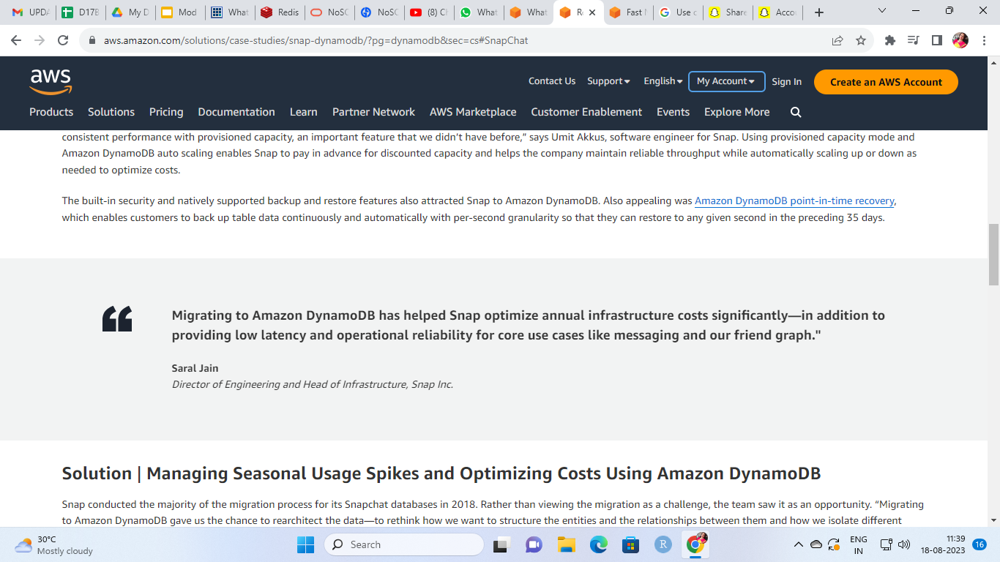 UPDA
D17B
My D
Mod
What
Redis
NoSC
NoSC
(8) C
What
What
R
Fast
Use c
Share
Accou
aws.amazon.com/solutions/case-studies/snap-dynamodb/?pg=dynamodb&sec=cs#SnapChat
aws
Contact Us Support English My Account Sign In Create an AWS Account
Products Solutions Pricing Documentation Learn Partner Network AWS Marketplace Customer Enablement Events Explore More
consistent performance with provisioned capacity, an important feature that we didn’t have before,” says Umit Akkus, software engineer for Snap. Using provisioned capacity mode and
Amazon DynamoDB auto scaling enables Snap to pay in advance for discounted capacity and helps the company maintain reliable throughput while automatically scaling up or down as
needed to optimize costs.
The built-in security and natively supported backup and restore features also attracted Snap to Amazon DynamoDB. Also appealing was Amazon DynamoDB point-in-time recovery,
which enables customers to back up table data continuously and automatically with per-second granularity so that they can restore to any given second in the preceding 35 days.
“
Migrating to Amazon DynamoDB has helped Snap optimize annual infrastructure costs significantly—in addition to
providing low latency and operational reliability for core use cases like messaging and our friend graph."
Saral Jain
Director of Engineering and Head of Infrastructure, Snap Inc.
Solution | Managing Seasonal Usage Spikes and Optimizing Costs Using Amazon DynamoDB
Snap conducted the majority of the migration process for its Snapchat databases in 2018. Rather than viewing the migration as a challenge, the team saw it as an opportunity. “Migrating
to Amazon DynamoDB gave us the chance to rearchitect the data—to rethink how we want to structure the entities and the relationships between them and how we isolate different
30°C
Mostly cloudy
Search
R
ENG
IN
11:39
18-08-2023
16